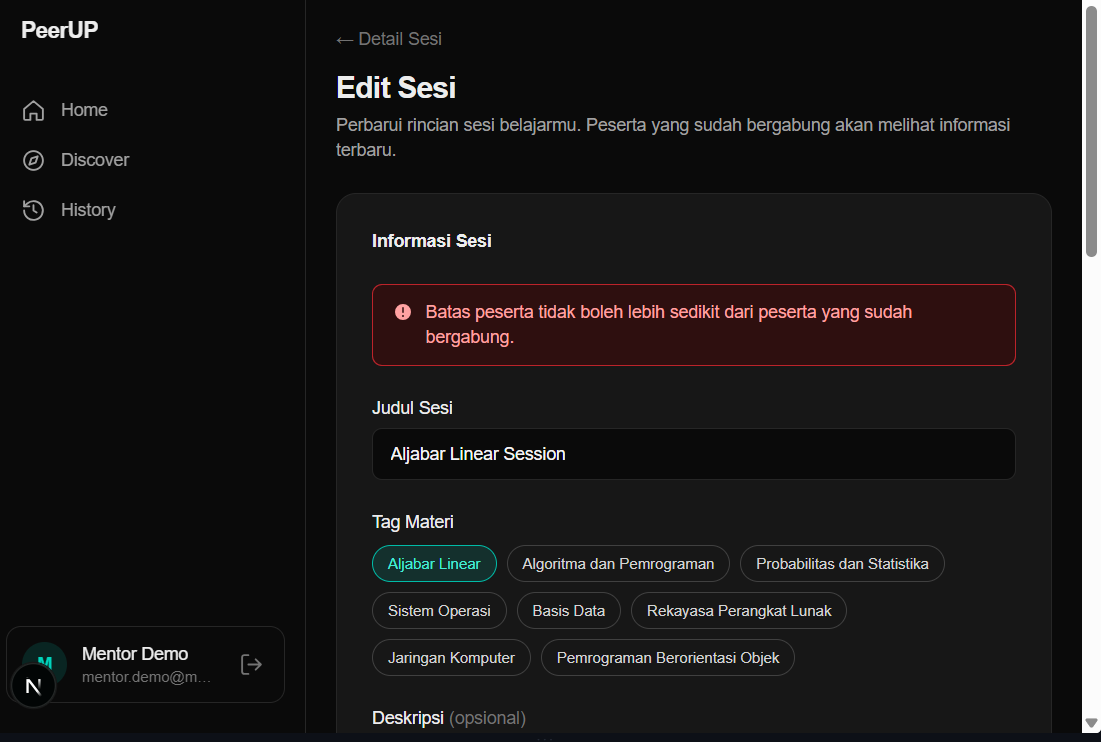 PeerUP
Home
Discover
History
← Detail Sesi
Edit Sesi
Perbarui rincian sesi belajarmu. Peserta yang sudah bergabung akan melihat informasi
terbaru.
Informasi Sesi
Batas peserta tidak boleh lebih sedikit dari peserta yang sudah
bergabung.
Judul Sesi
Aljabar Linear Session
Tag Materi
Aljabar Linear
Algoritma dan Pemrograman
Probabilitas dan Statistika
Sistem Operasi
Basis Data
Rekayasa Perangkat Lunak
Jaringan Komputer
Pemrograman Berorientasi Objek
Deskripsi (opsional)
M
Mentor Demo
mentor.demo@m...
N